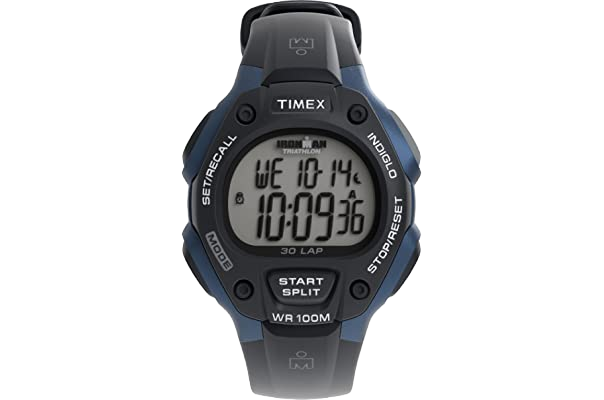 TIMEX
IRONMAN
TRIATHLON
SET/RECALL
INDIGLO
WE 10-14
A
10:09 36
MODE
STOP/RESET
30 LAP
START
SPLIT
WR 100M